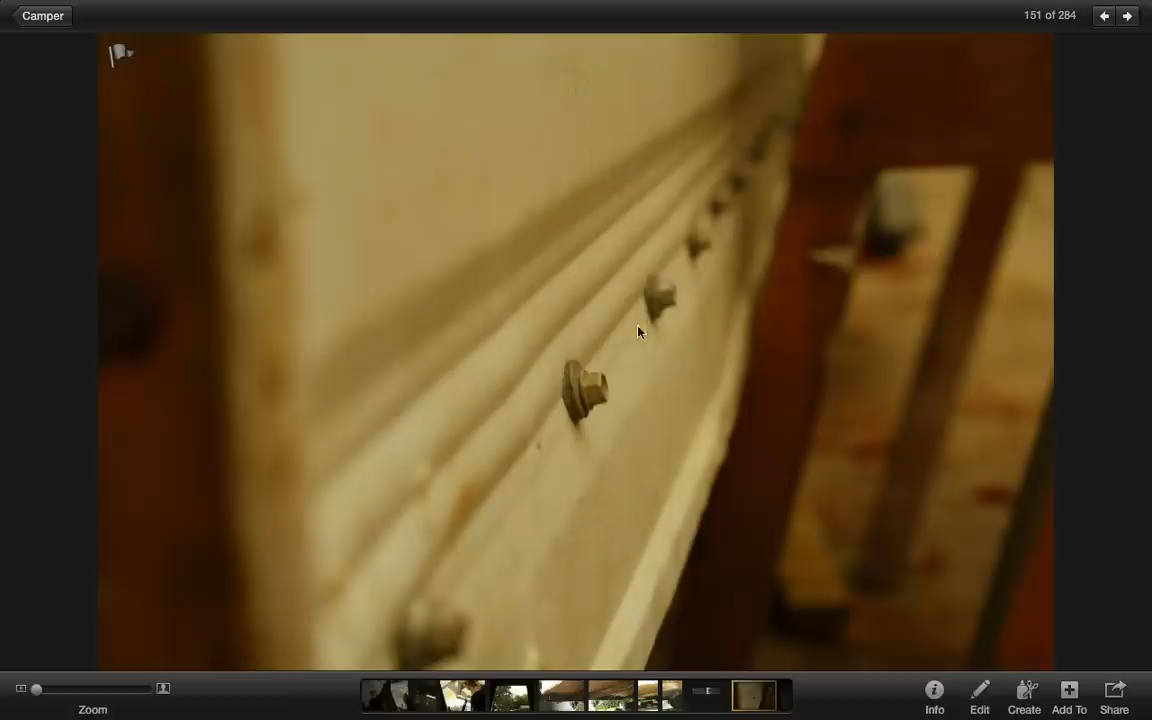 Camper
151 of 284
Zoom
Info
Edit
Create
Add To
Share